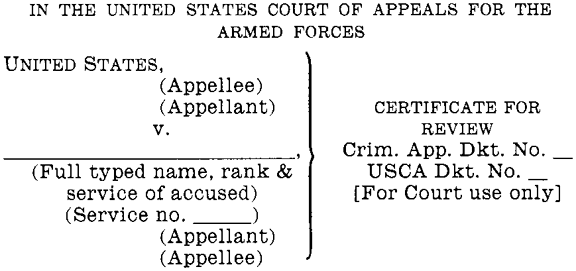 IN THE UNITED STATES COURT OF APPEALS FOR THE
ARMED FORCES
UNITED STATES,
(Appellee)
(Appellant)
v.
____________________,
(Full typed name, rank &
service of accused)
(Service no. _____)
(Appellant)
(Appellee)
CERTIFICATE FOR
REVIEW
Crim. App. Dkt. No. __
USCA Dkt. No. __
[For Court use only]